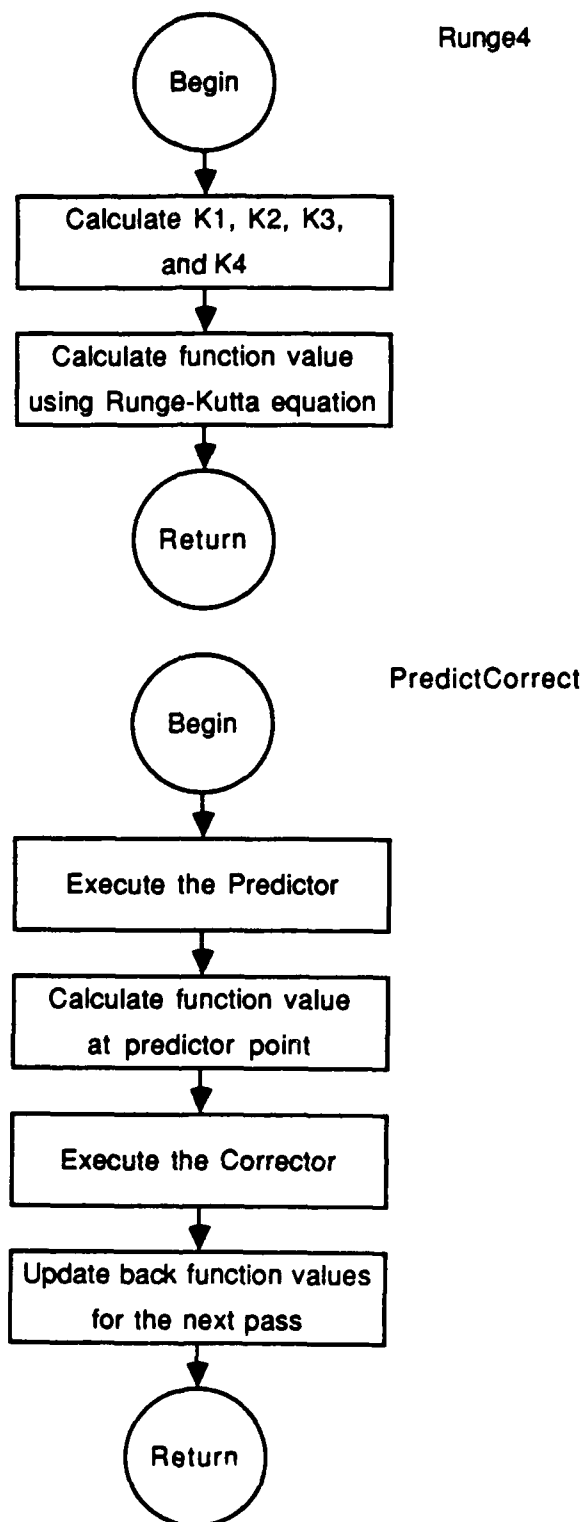 Runge4
Begin
Calculate K1, K2, K3,
and K4
Calculate function value
using Runge-Kutta equation
Return
PredictCorrect
Begin
Execute the Predictor
Calculate function value
at predictor point
Execute the Corrector
Update back function values
for the next pass
Return